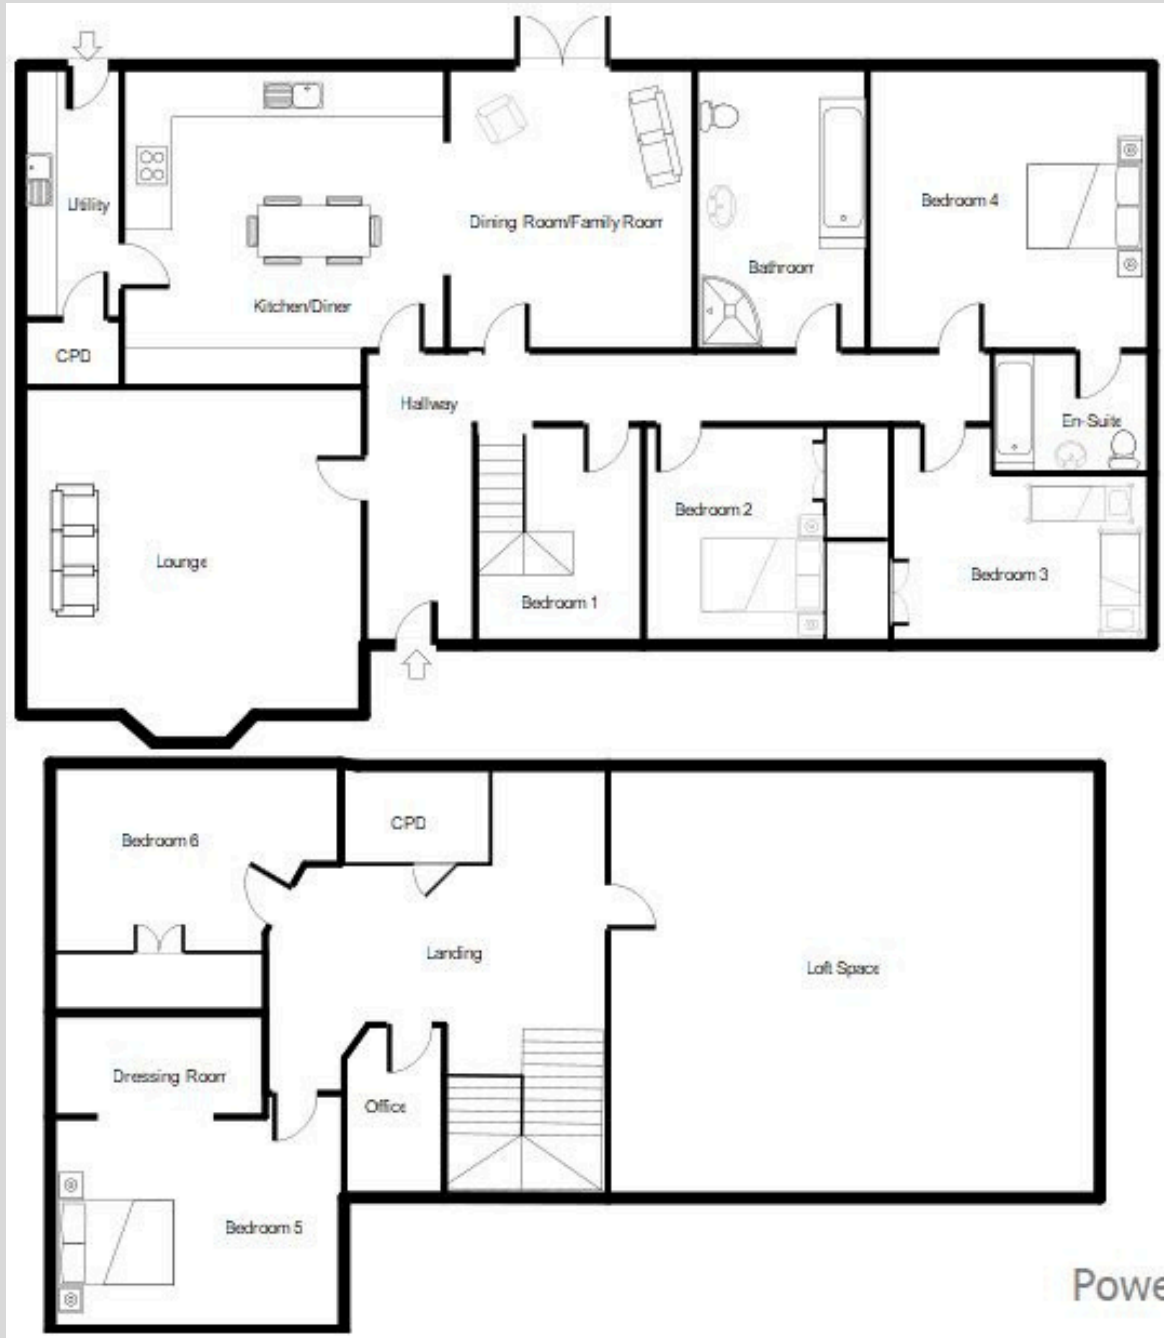 Utility
Dining Room/Family Room
Bedroom 4
Bathroom
Kitchen/Diner
CPD
Hallway
En-Suite
Bedroom 2
Lounge
Bedroom 3
Bedroom 1
CPD
Bedroom 6
Landing
Loft Space
Dressing Room
Office
Bedroom 5
Powe